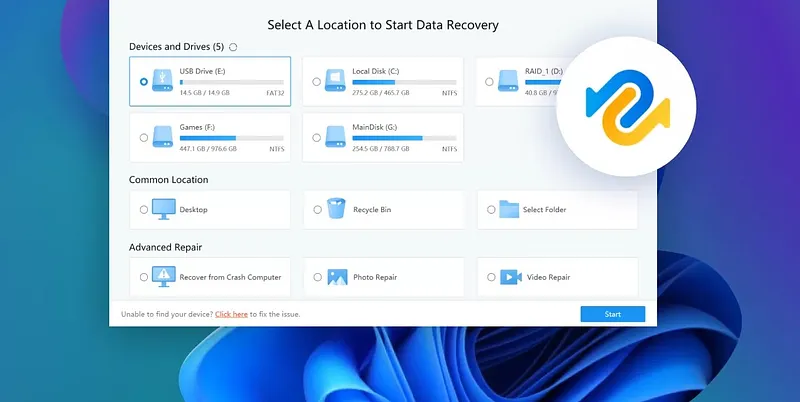 Select A Location to Start Data Recovery
Devices and Drives (5)
USB Drive (E:)
14.5 GB / 14.9 GB FAT32
Local Disk (C:)
275.2 GB / 465.7 GB NTFS
RAID_1 (D:)
40.8 GB / 9
Games (F:)
447.1 GB / 976.6 GB NTFS
MainDisk (G:)
254.5 GB / 788.7 GB NTFS
Common Location
Desktop
Recycle Bin
Select Folder
Advanced Repair
Recover from Crash Computer
Photo Repair
Video Repair
Unable to find your device? Click here to fix the issue.
Start